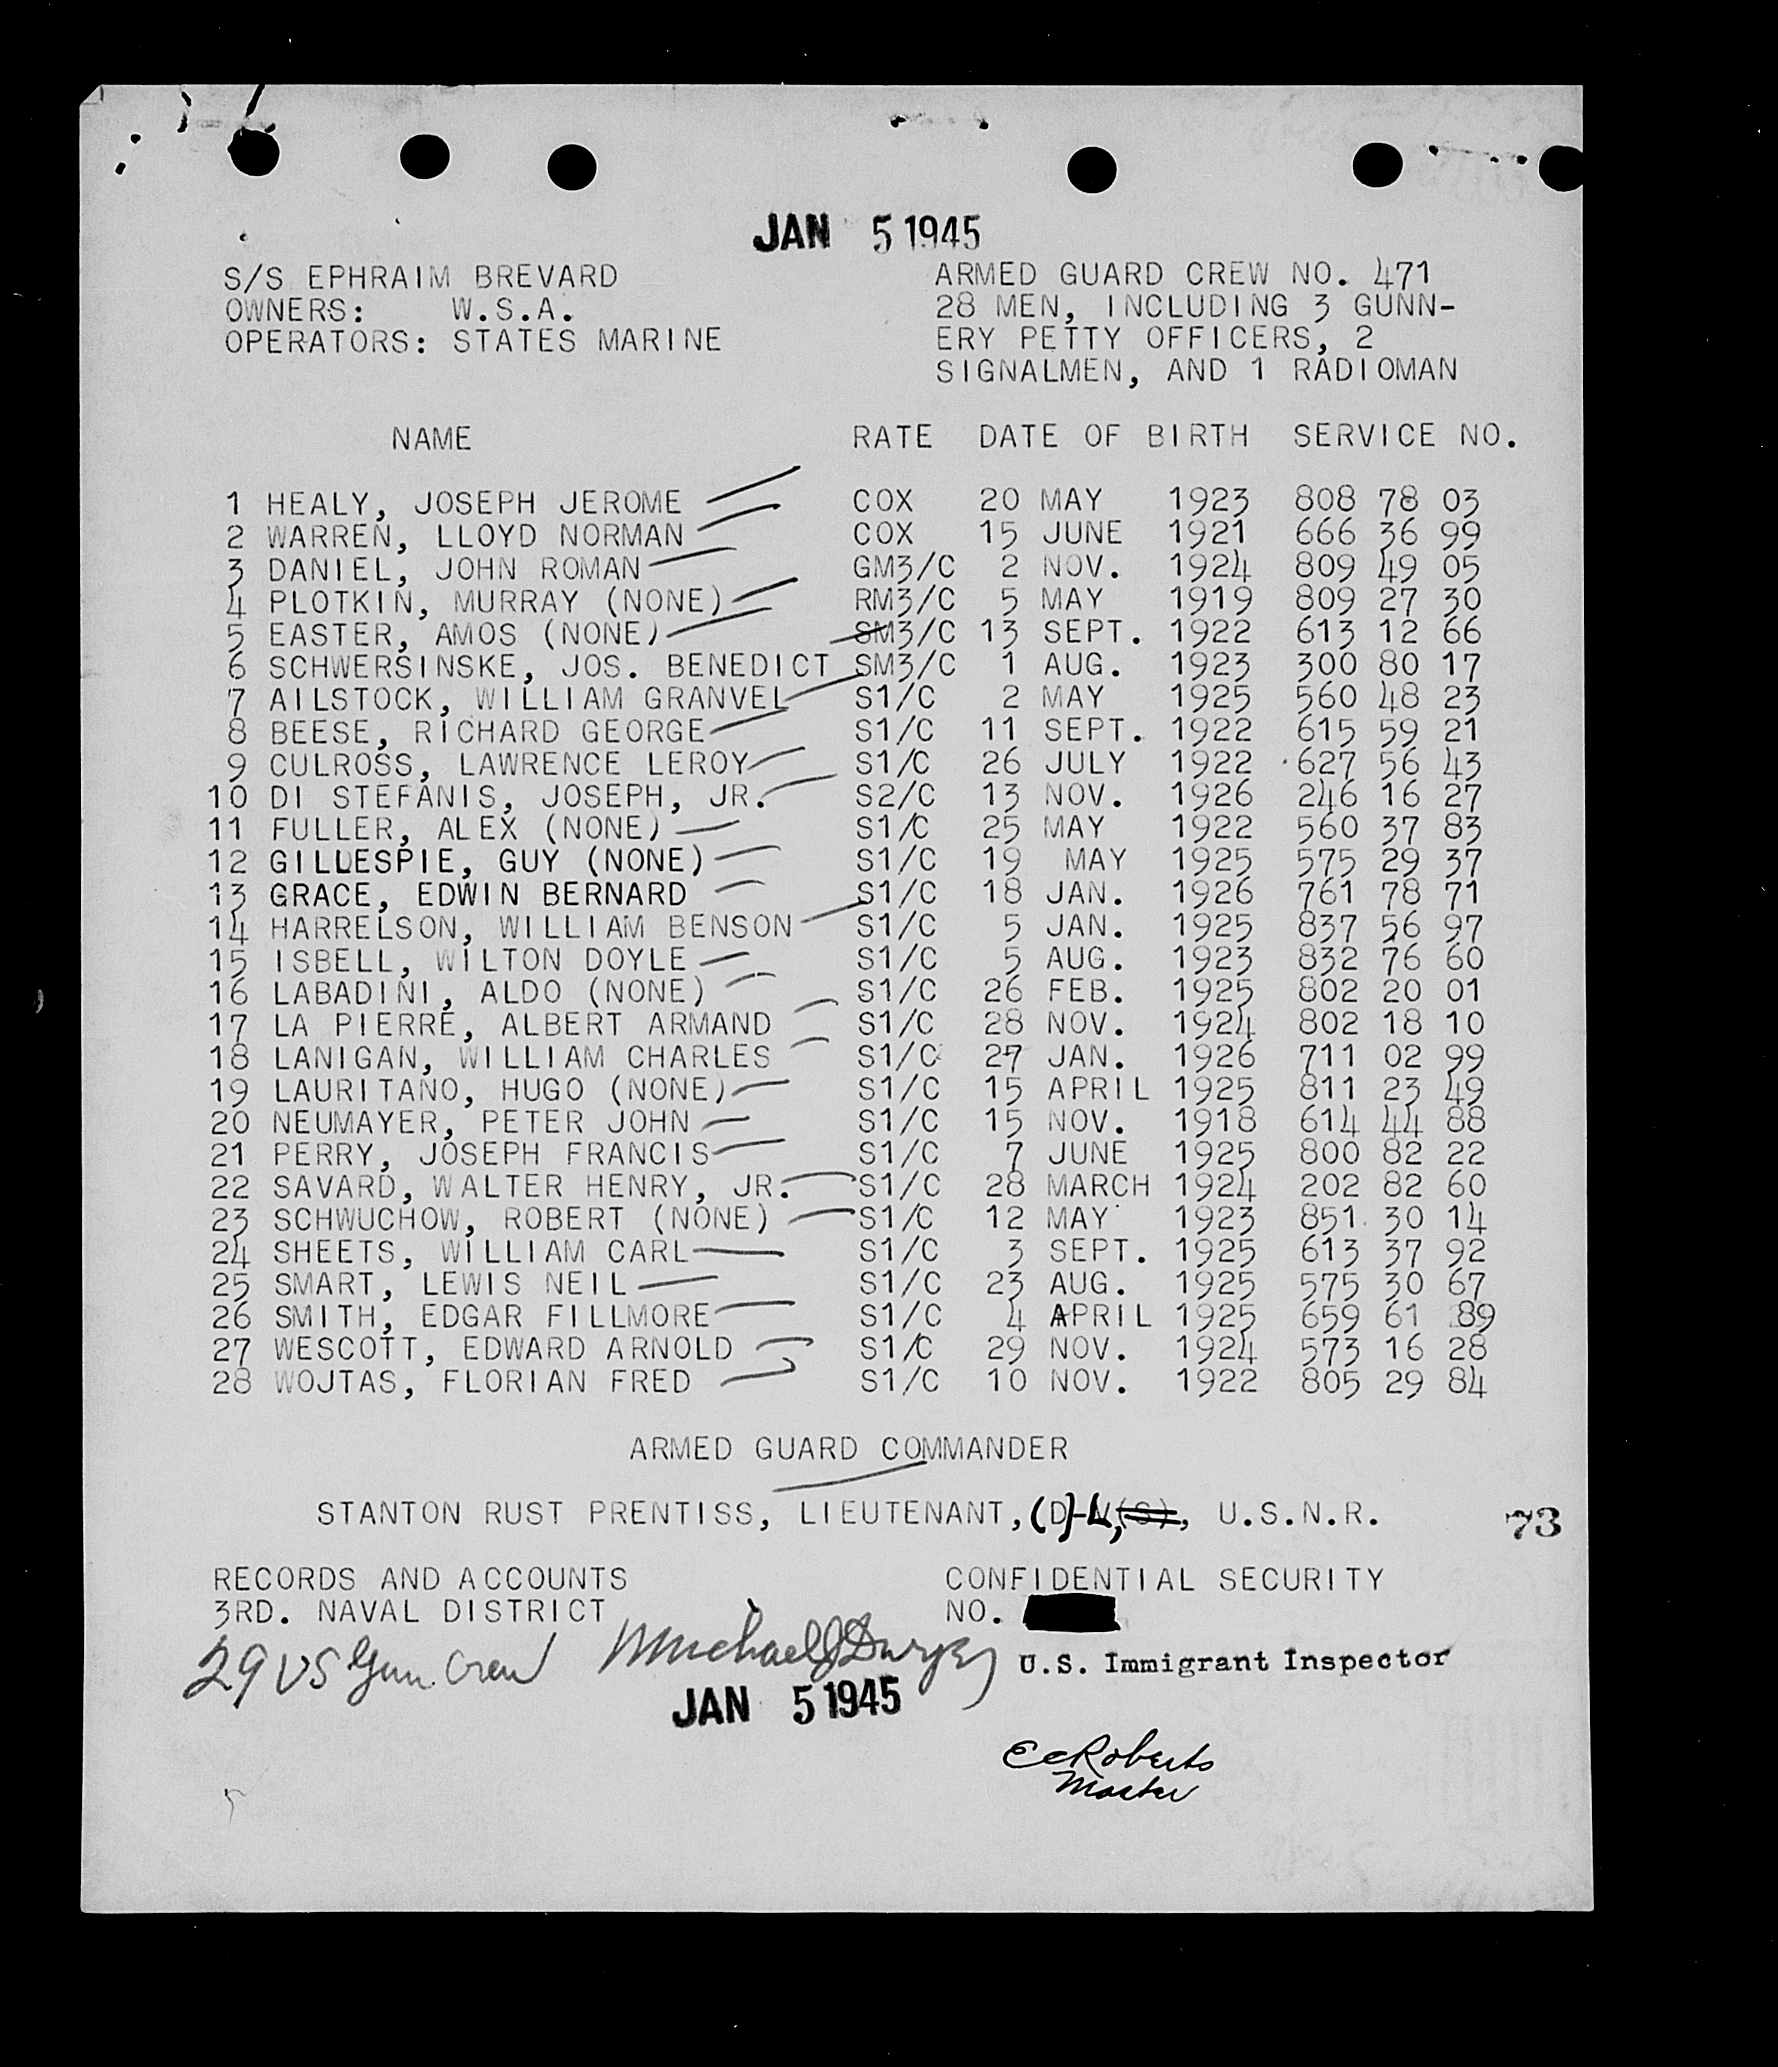 JAN 5 1945
S/S EPHRAIM BREVARD ARMED GUARD CREW NO. 471
OWNERS: W.S.A. 28 MEN, INCLUDING 3 GUNN-
OPERATORS: STATES MARINE ERY PETTY OFFICERS, 2
SIGNALMEN, AND 1 RADIOMAN
NAME RATE DATE OF BIRTH SERVICE NO.
1 HEALY, JOSEPH JEROME COX 20 MAY 1923 808 78 03
2 WARREN, LLOYD NORMAN COX 15 JUNE 1921 666 36 99
3 DANIEL, JOHN ROMAN GM3/C 2 NOV. 1924 809 49 05
4 PLOTKIN, MURRAY (NONE) RM3/C 5 MAY 1919 809 27 30
5 EASTER, AMOS (NONE) SM3/C 13 SEPT. 1922 613 12 66
6 SCHWERSINSKE, JOS. BENEDICT SM3/C 1 AUG. 1923 300 80 17
7 AILSTOCK, WILLIAM GRANVEL S1/C 2 MAY 1925 560 48 23
8 BEESE, RICHARD GEORGE S1/C 11 SEPT. 1922 615 59 21
9 CULROSS, LAWRENCE LEROY S1/C 26 JULY 1922 627 56 43
10 DI STEFANIS, JOSEPH, JR. S2/C 13 NOV. 1926 246 16 27
11 FULLER, ALEX (NONE) S1/C 25 MAY 1922 560 37 83
12 GILLESPIE, GUY (NONE) S1/C 19 MAY 1925 575 29 37
13 GRACE, EDWIN BERNARD S1/C 18 JAN. 1926 761 78 71
14 HARRELSON, WILLIAM BENSON S1/C 5 JAN. 1925 837 56 97
15 ISBELL, WILTON DOYLE S1/C 5 AUG. 1923 832 76 60
16 LABADINI, ALDO (NONE) S1/C 26 FEB. 1925 802 20 01
17 LA PIERRE, ALBERT ARMAND S1/C 28 NOV. 1924 802 18 10
18 LANIGAN, WILLIAM CHARLES S1/C 27 JAN. 1926 711 02 99
19 LAURITANO, HUGO (NONE) S1/C 15 APRIL 1925 811 23 49
20 NEUMAYER, PETER JOHN S1/C 15 NOV. 1918 614 44 88
21 PERRY, JOSEPH FRANCIS S1/C 7 JUNE 1925 800 82 22
22 SAVARD, WALTER HENRY, JR. S1/C 28 MARCH 1924 202 82 60
23 SCHWUCHOW, ROBERT (NONE) S1/C 12 MAY 1923 851 30 14
24 SHEETS, WILLIAM CARL S1/C 3 SEPT. 1925 613 37 92
25 SMART, LEWIS NEIL S1/C 23 AUG. 1925 575 30 67
26 SMITH, EDGAR FILLMORE S1/C 4 APRIL 1925 659 61 89
27 WESCOTT, EDWARD ARNOLD S1/C 29 NOV. 1924 573 16 28
28 WOJTAS, FLORIAN FRED S1/C 10 NOV. 1922 805 29 84
ARMED GUARD COMMANDER
STANTON RUST PRENTISS, LIEUTENANT, (D)-L, (S), U.S.N.R.
73
RECORDS AND ACCOUNTS CONFIDENTIAL SECURITY
3RD. NAVAL DISTRICT NO.
29 US Gun Crew Michael J Dwyer U.S. Immigrant Inspector
JAN 5 1945
E C Roberts
Master